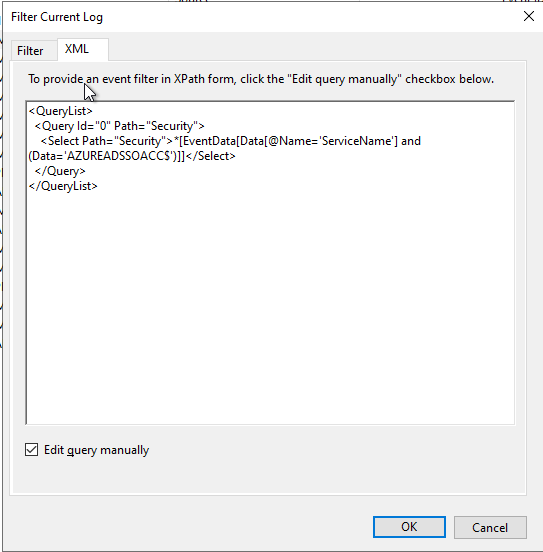 Filter Current Log
Filter
XML
To provide an event filter in XPath form, click the "Edit query manually" checkbox below.
<QueryList>
  <Query Id="0" Path="Security">
    <Select Path="Security">*[EventData[Data[@Name='ServiceName'] and
(Data='AZUREADSSOACC$')]]</Select>
  </Query>
</QueryList>
Edit query manually
OK
Cancel